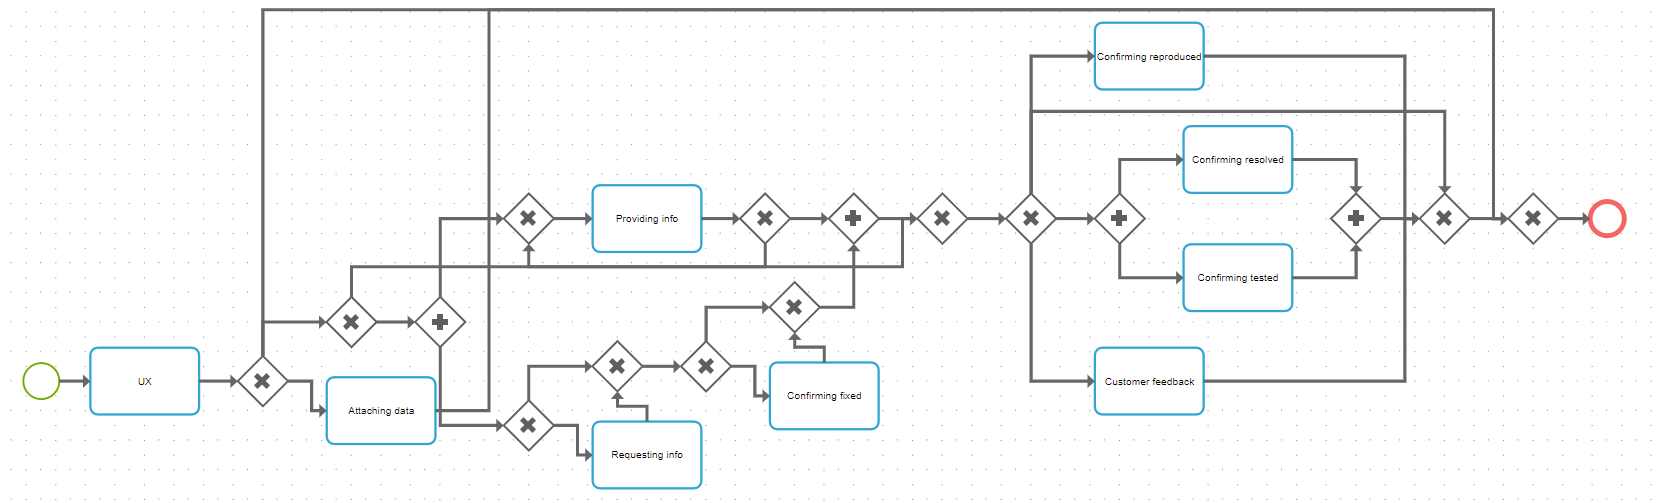 Confirming reproduced
Confirming resolved
Providing info
Confirming tested
UX
Attaching data
Confirming fixed
Customer feedback
Requesting info